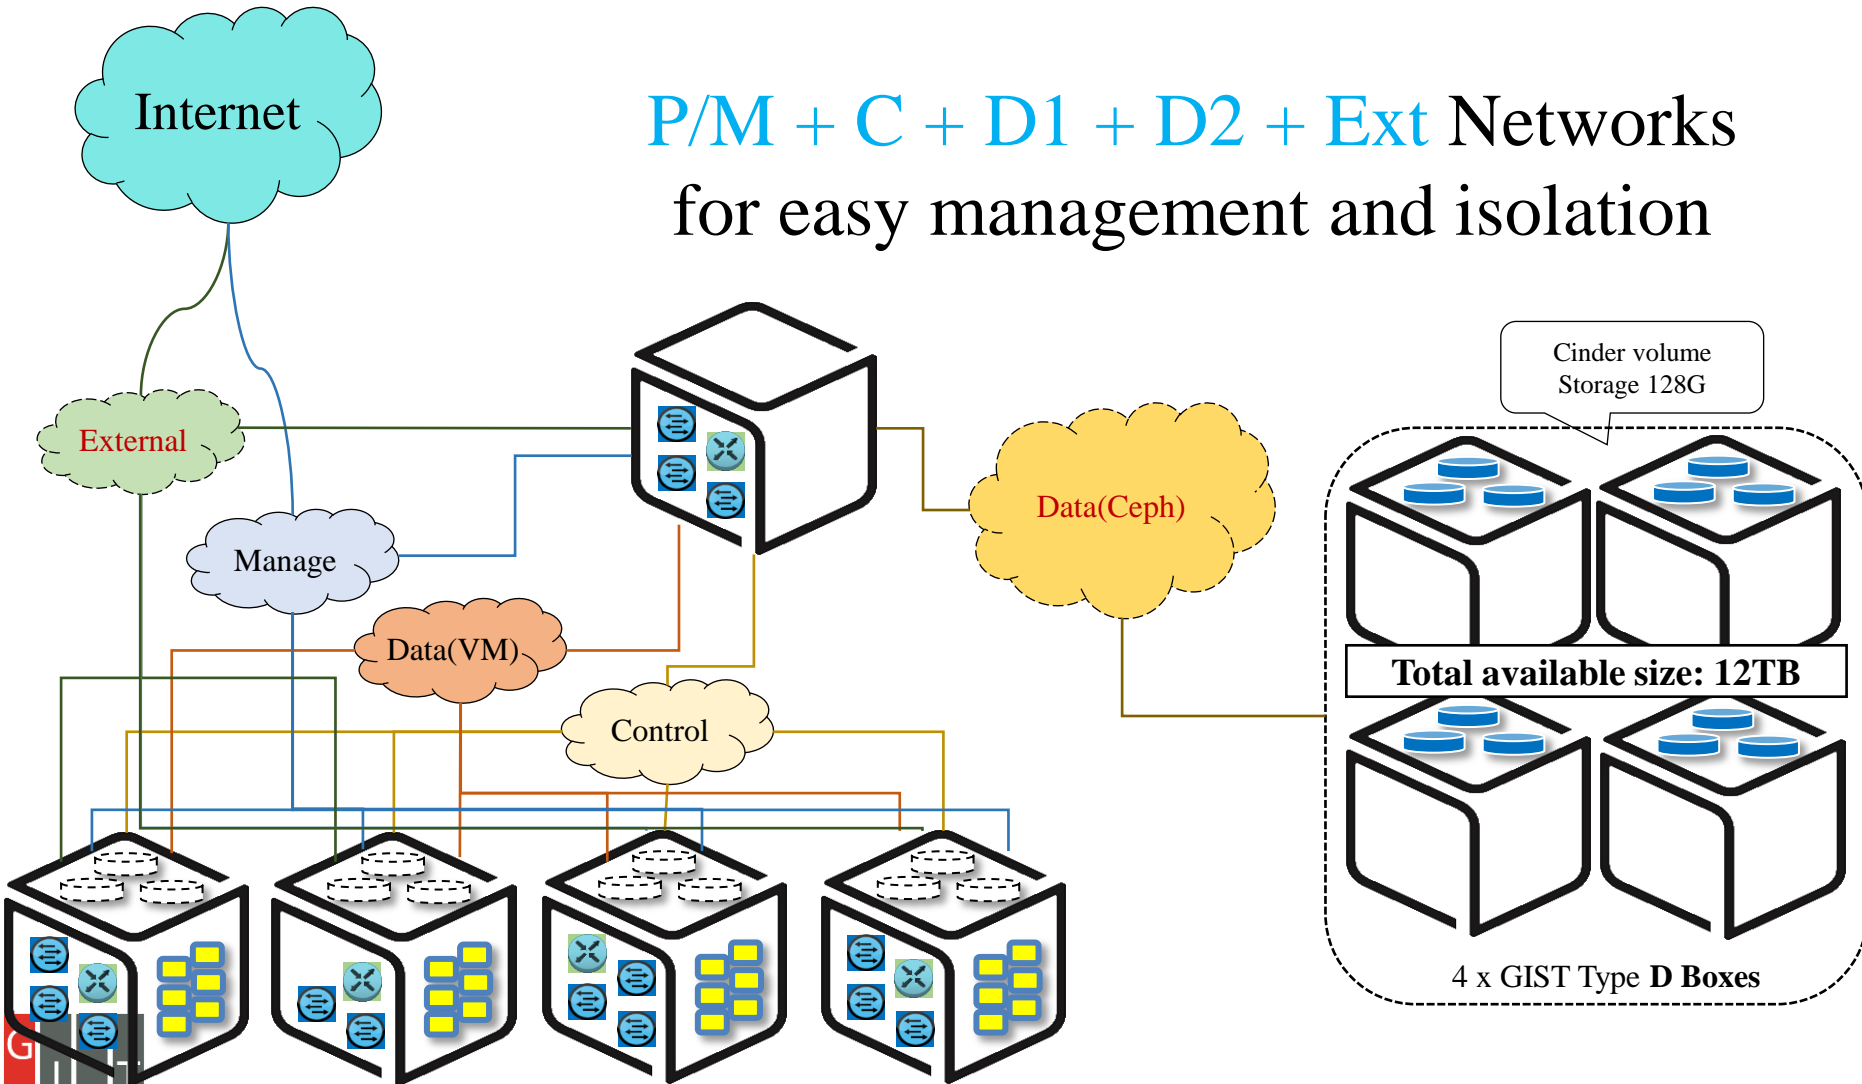 Internet
P/M + C + D1 + D2 + Ext Networks
for easy management and isolation
Cinder volume
Storage 128G
External
Data(Ceph)
Manage
Data(VM)
Control
Total available size: 12TB
4 x GIST Type D Boxes
G I S T